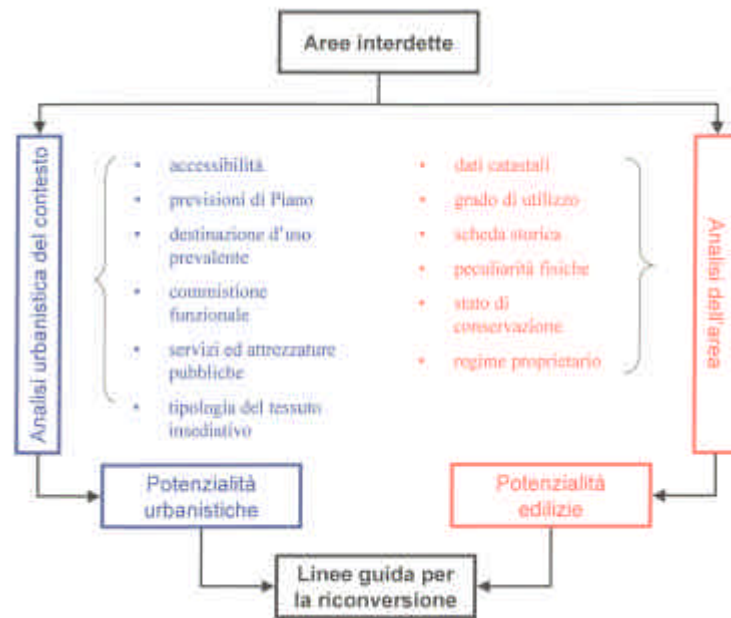 Aree interdette
Analisi urbanistica del contesto
• accessibilità
• previsioni di Piano
• destinazione d'uso
prevalente
• commistione
funzionale
• servizi ed attrezzature
pubbliche
• tipologia del tessuto
insediativo
• dati catastali
• grado di utilizzo
• scheda storica
• peculiarità fisiche
• stato di
conservazione
• regime proprietario
Analisi dell'area
Potenzialità
urbanistiche
Potenzialità
edilizie
Linee guida per
la riconversione